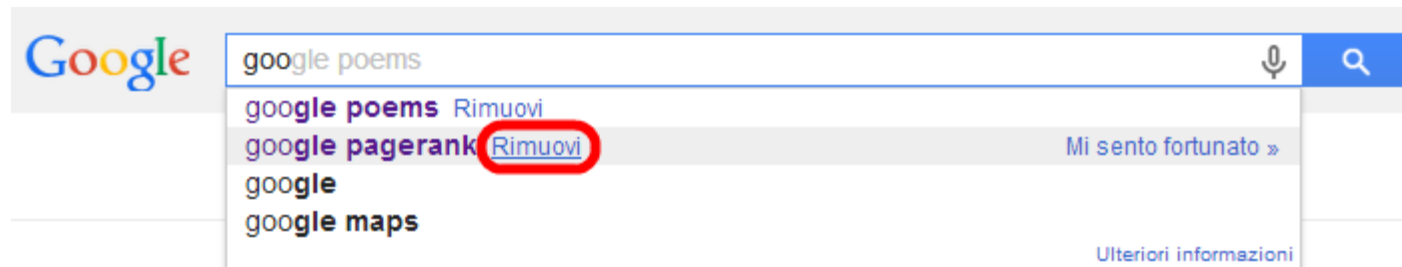 Google google poems
google poems Rimuovi
google pagerank Rimuovi Mi sento fortunato »
google
google maps
Ulteriori informazioni